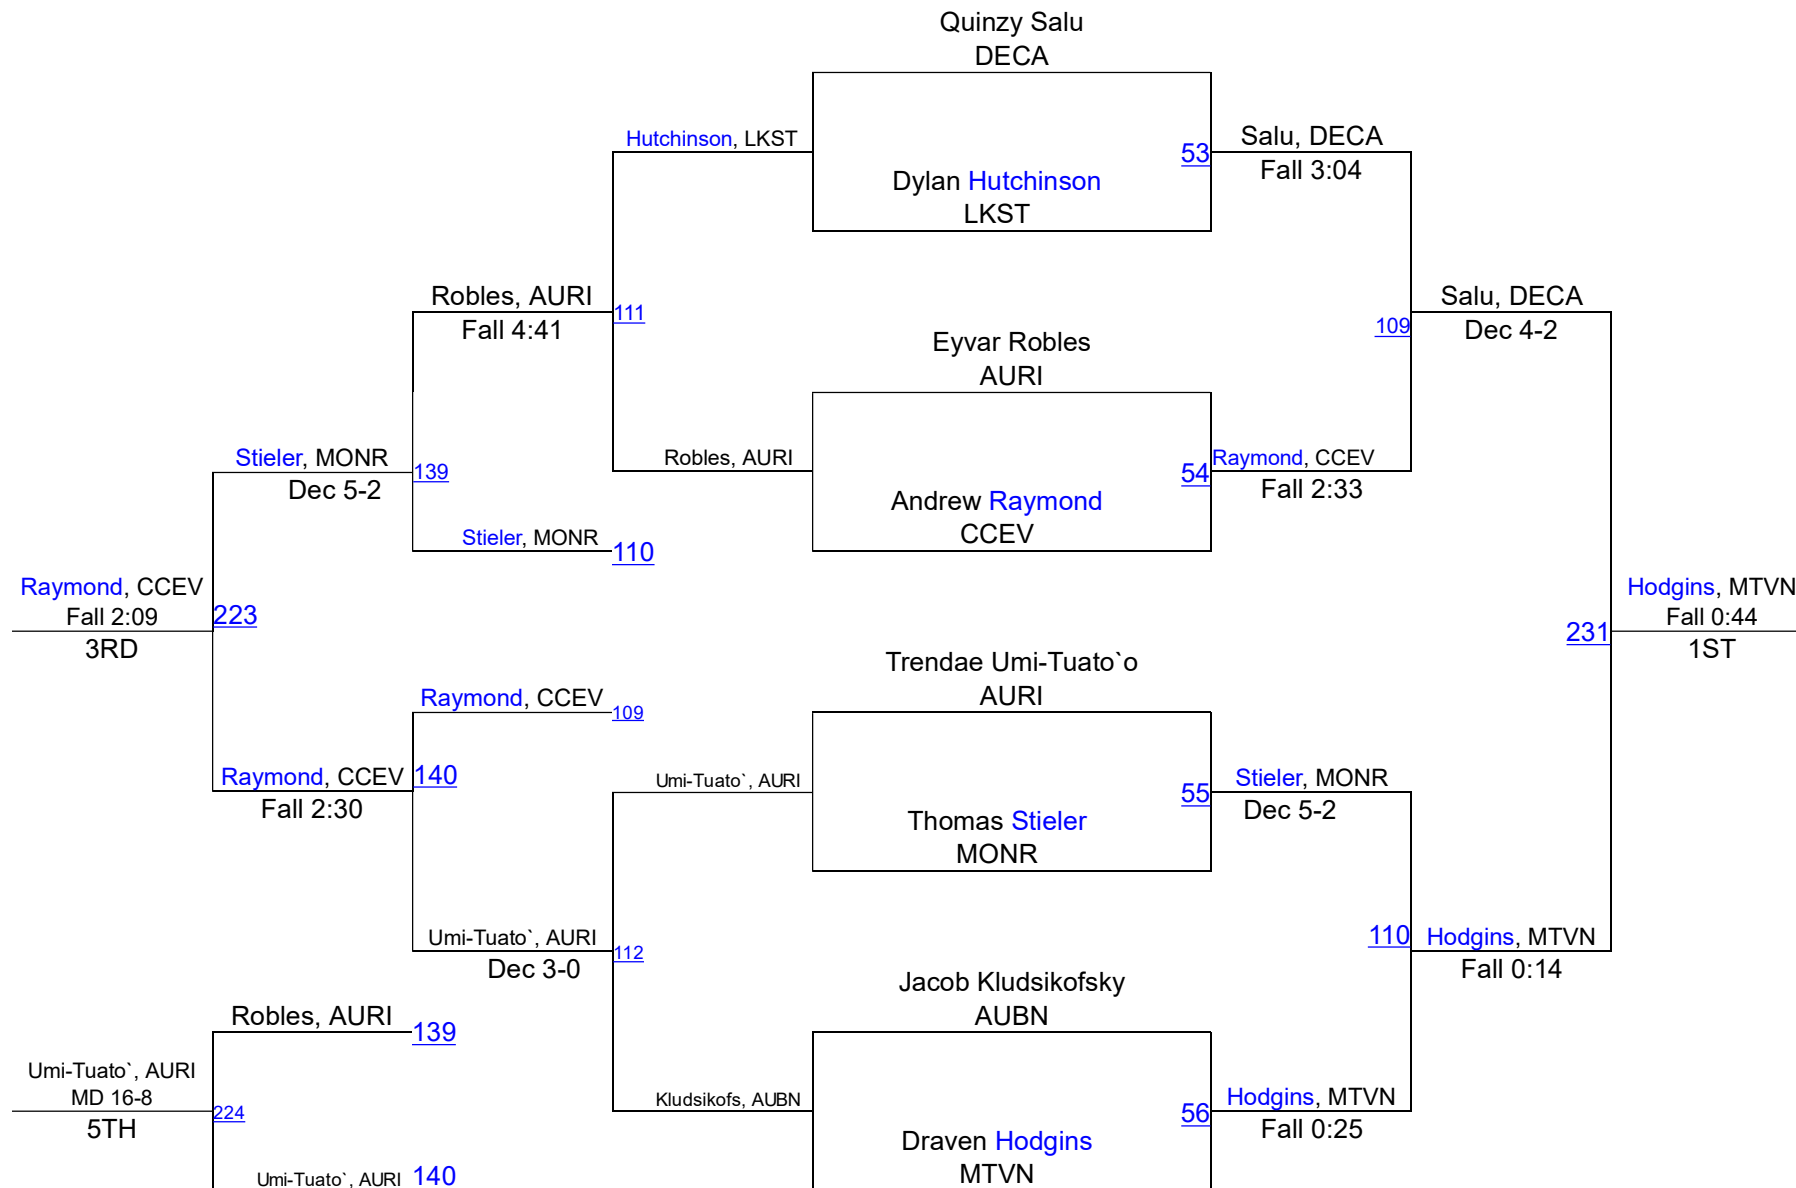 Quinzy Salu
DECA
Hutchinson, LKST
53
Salu, DECA
Fall 3:04
Dylan Hutchinson
LKST
Robles, AURI
Fall 4:41
111
Salu, DECA
Dec 4-2
109
Eyvar Robles
AURI
Stieler, MONR
Dec 5-2
139
Robles, AURI
54
Raymond, CCEV
Fall 2:33
Andrew Raymond
CCEV
Stieler, MONR
110
Raymond, CCEV
Fall 2:09
3RD
223
Hodgins, MTVN
Fall 0:44
1ST
231
Trendae Umi-Tuato`o
AURI
Raymond, CCEV
109
Raymond, CCEV
Fall 2:30
140
Umi-Tuato`, AURI
55
Stieler, MONR
Dec 5-2
Thomas Stieler
MONR
Umi-Tuato`, AURI
Dec 3-0
112
110
Hodgins, MTVN
Fall 0:14
Jacob Kludsikofsky
AUBN
Robles, AURI
139
Umi-Tuato`, AURI
MD 16-8
5TH
224
Kludsikofs, AUBN
56
Hodgins, MTVN
Fall 0:25
Draven Hodgins
MTVN
Umi-Tuato`, AURI
140